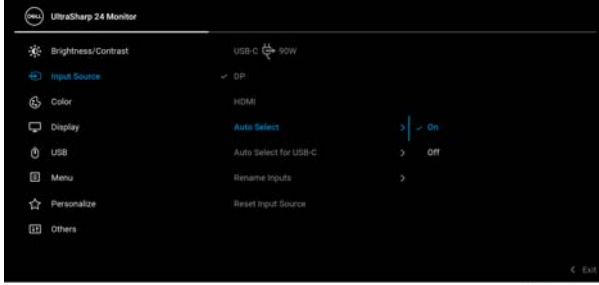 DELL UltraSharp 24 Monitor
Brightness/Contrast USB-C 90W
Input Source DP
Color HDMI
Display Auto Select On
USB Auto Select for USB-C Off
Menu Rename Inputs
Personalize Reset Input Source
Others
Exit